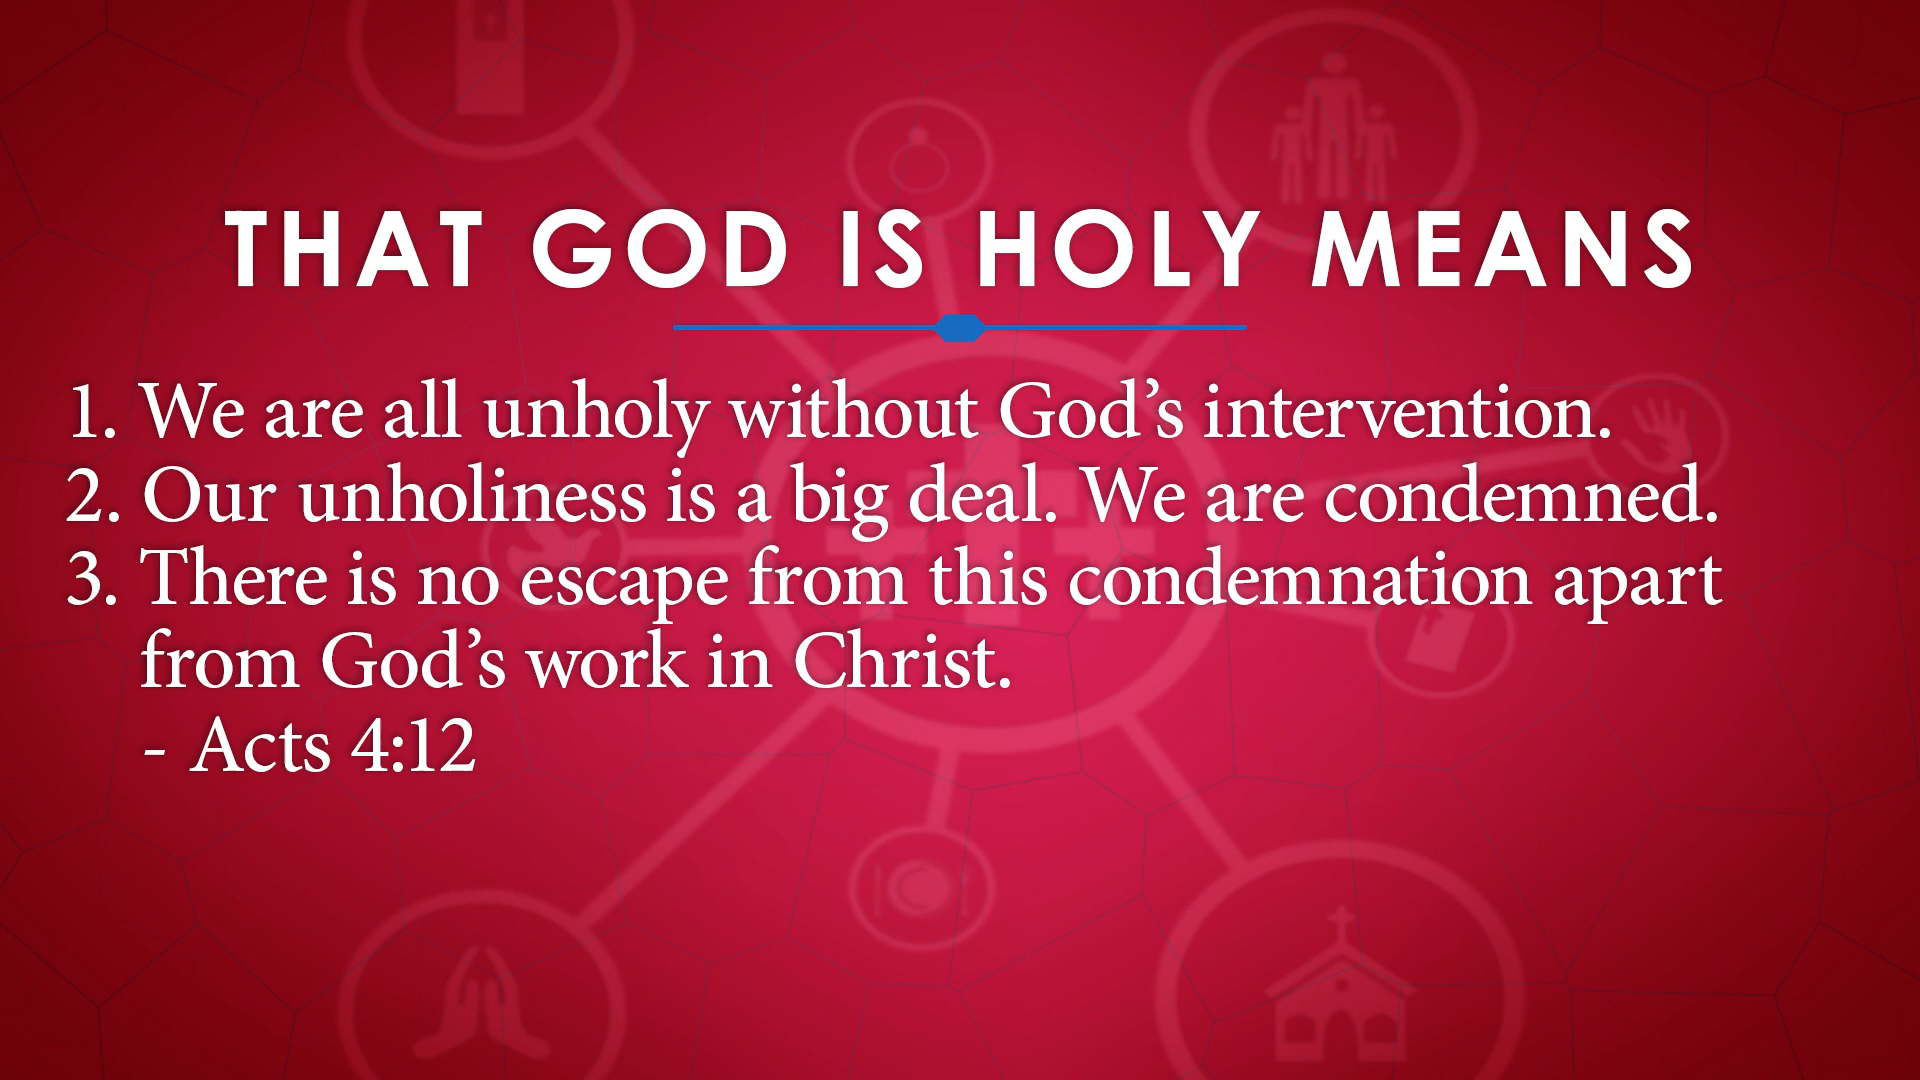 THAT GOD IS HOLY MEANS
1. We are all unholy without God’s intervention.
2. Our unholiness is a big deal. We are condemned.
3. There is no escape from this condemnation apart
from God’s work in Christ.
- Acts 4:12